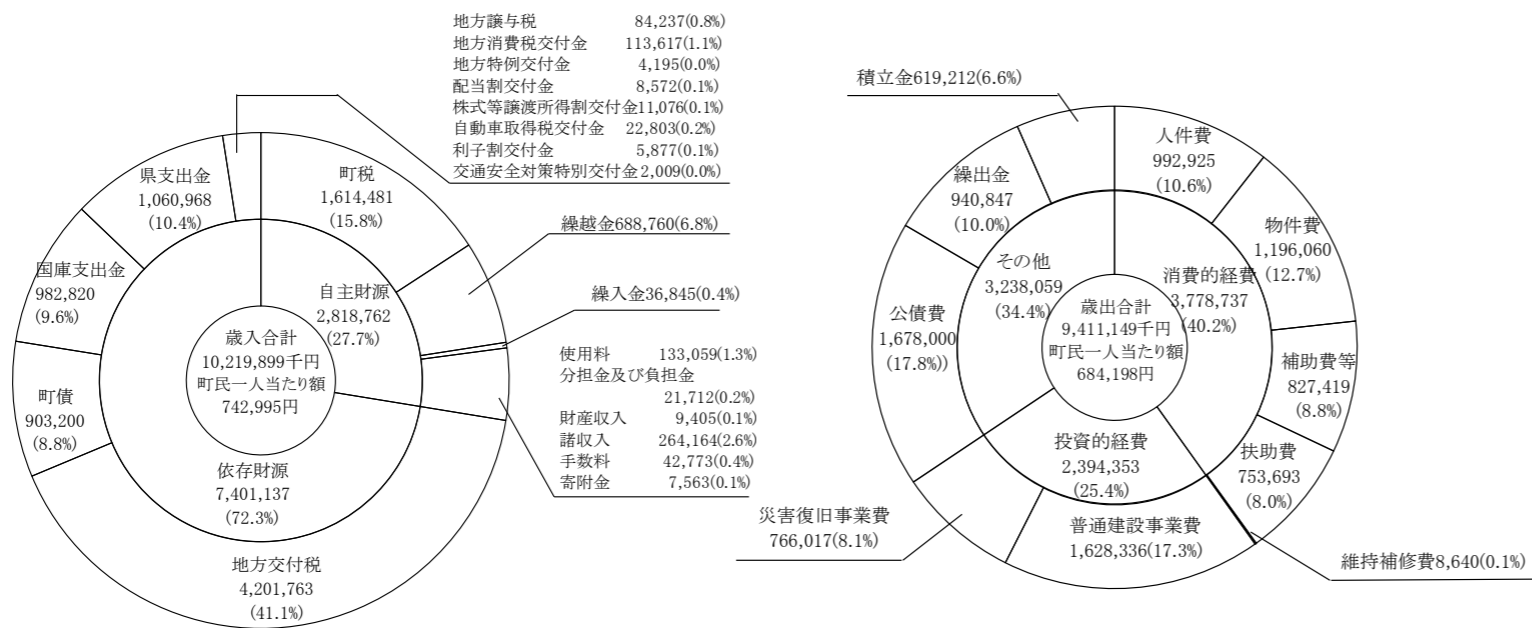 地方譲与税 84,237(0.8%)
地方消費税交付金 113,617(1.1%)
地方特例交付金 4,195(0.0%)
配当割交付金 8,572(0.1%)
株式等譲渡所得割交付金11,076(0.1%)
自動車取得税交付金 22,803(0.2%)
利子割交付金 5,877(0.1%)
交通安全対策特別交付金2,009(0.0%)
県支出金
1,060,968
(10.4%)
町税
1,614,481
(15.8%)
繰越金688,760(6.8%)
国庫支出金
982,820
(9.6%)
自主財源
2,818,762
(27.7%)
繰入金36,845(0.4%)
歳入合計
10,219,899千円
町民一人当たり額
742,995円
使用料 133,059(1.3%)
分担金及び負担金
21,712(0.2%)
財産収入 9,405(0.1%)
諸収入 264,164(2.6%)
手数料 42,773(0.4%)
寄附金 7,563(0.1%)
町債
903,200
(8.8%)
依存財源
7,401,137
(72.3%)
地方交付税
4,201,763
(41.1%)
積立金619,212(6.6%)
人件費
992,925
(10.6%)
繰出金
940,847
(10.0%)
物件費
1,196,060
(12.7%)
その他
3,238,059
(34.4%)
消費的経費
3,778,737
(40.2%)
公債費
1,678,000
(17.8%))
歳出合計
9,411,149千円
町民一人当たり額
684,198円
補助費等
827,419
(8.8%)
投資的経費
2,394,353
(25.4%)
扶助費
753,693
(8.0%)
災害復旧事業費
766,017(8.1%)
普通建設事業費
1,628,336(17.3%)
維持補修費8,640(0.1%)